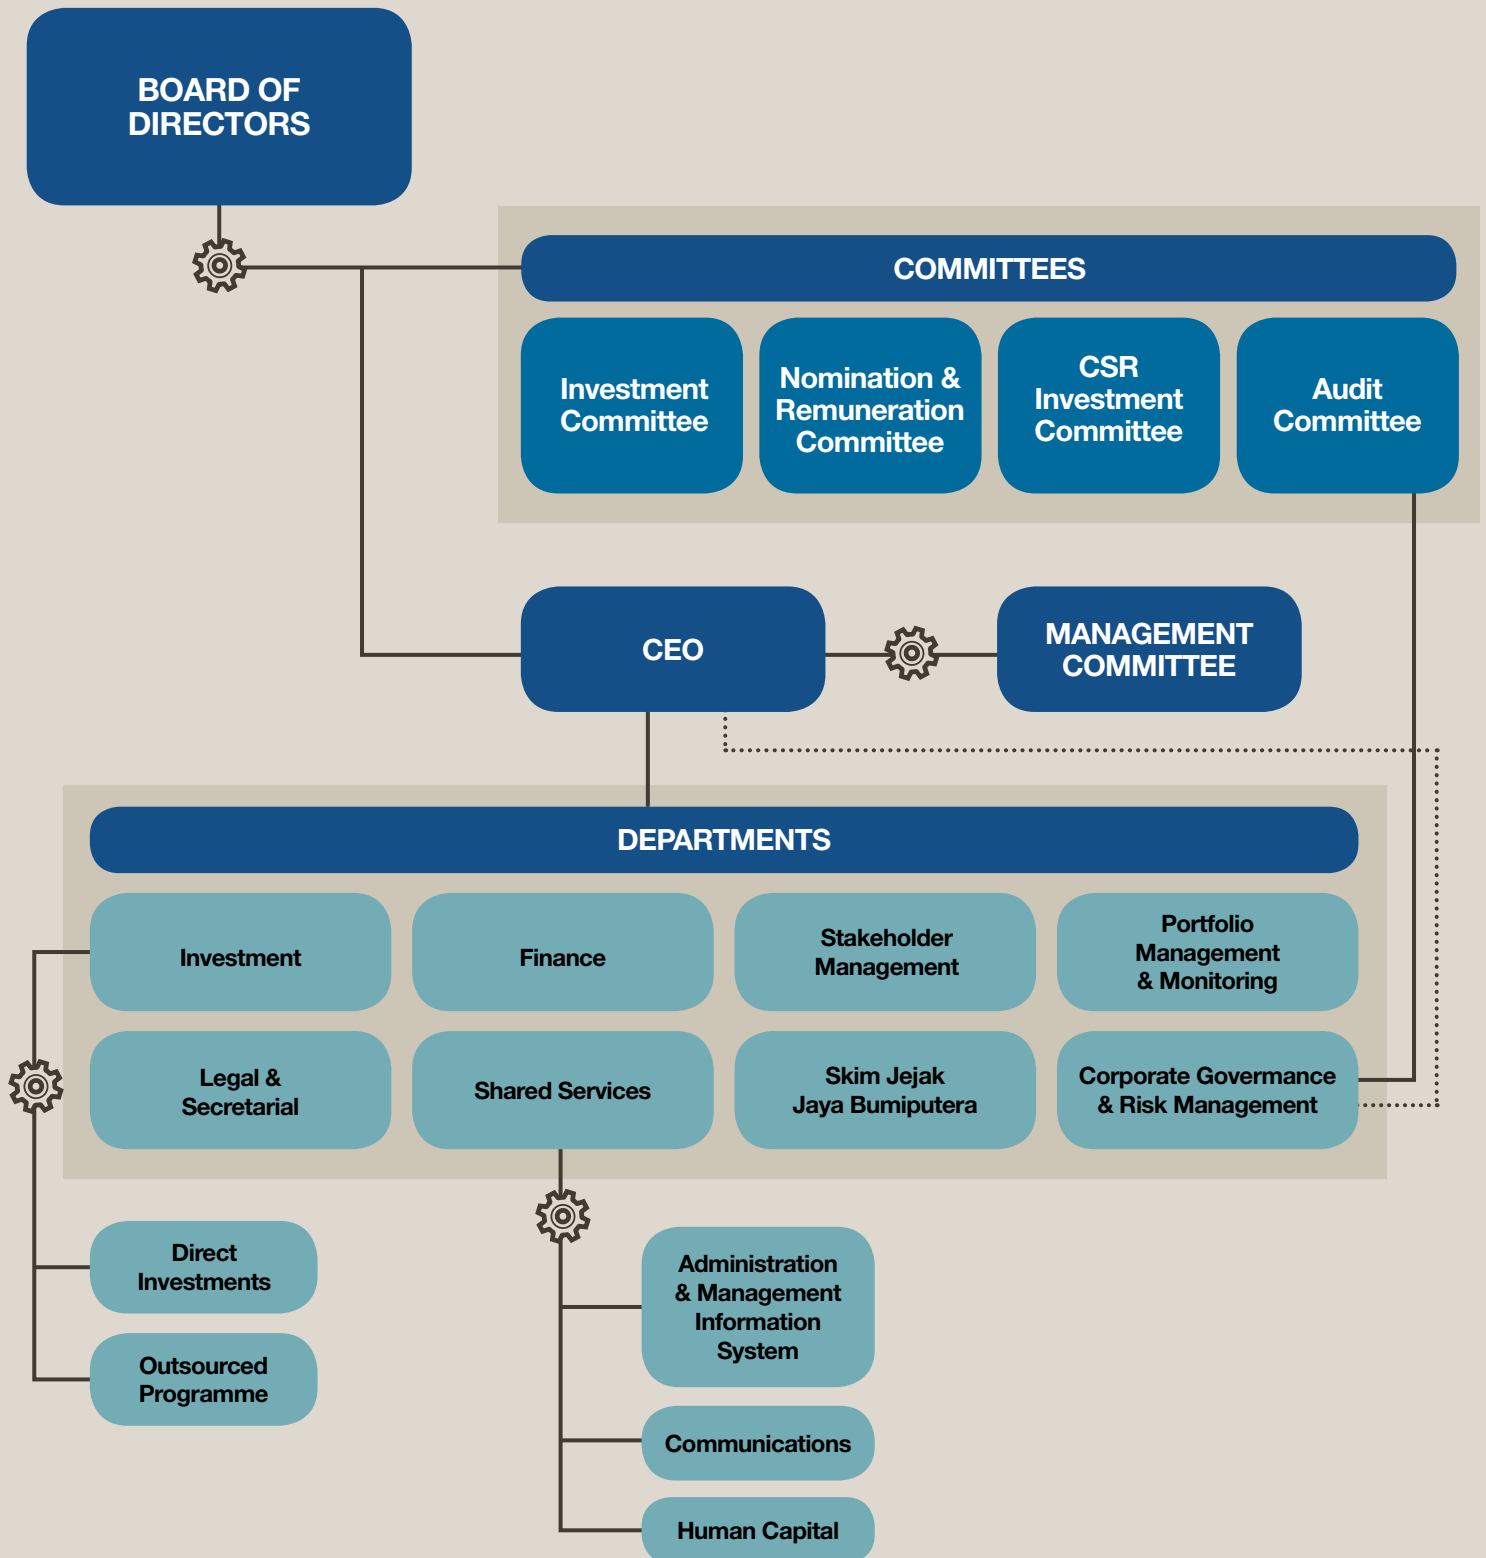 BOARD OF
DIRECTORS
COMMITTEES
Investment
Committee
Nomination &
Remuneration
Committee
CSR
Investment
Committee
Audit
Committee
CEO
MANAGEMENT
COMMITTEE
DEPARTMENTS
Investment
Finance
Stakeholder
Management
Portfolio
Management
& Monitoring
Legal &
Secretarial
Shared Services
Skim Jejak
Jaya Bumiputera
Corporate Govermance
& Risk Management
Direct
Investments
Outsourced
Programme
Administration
& Management
Information
System
Communications
Human Capital